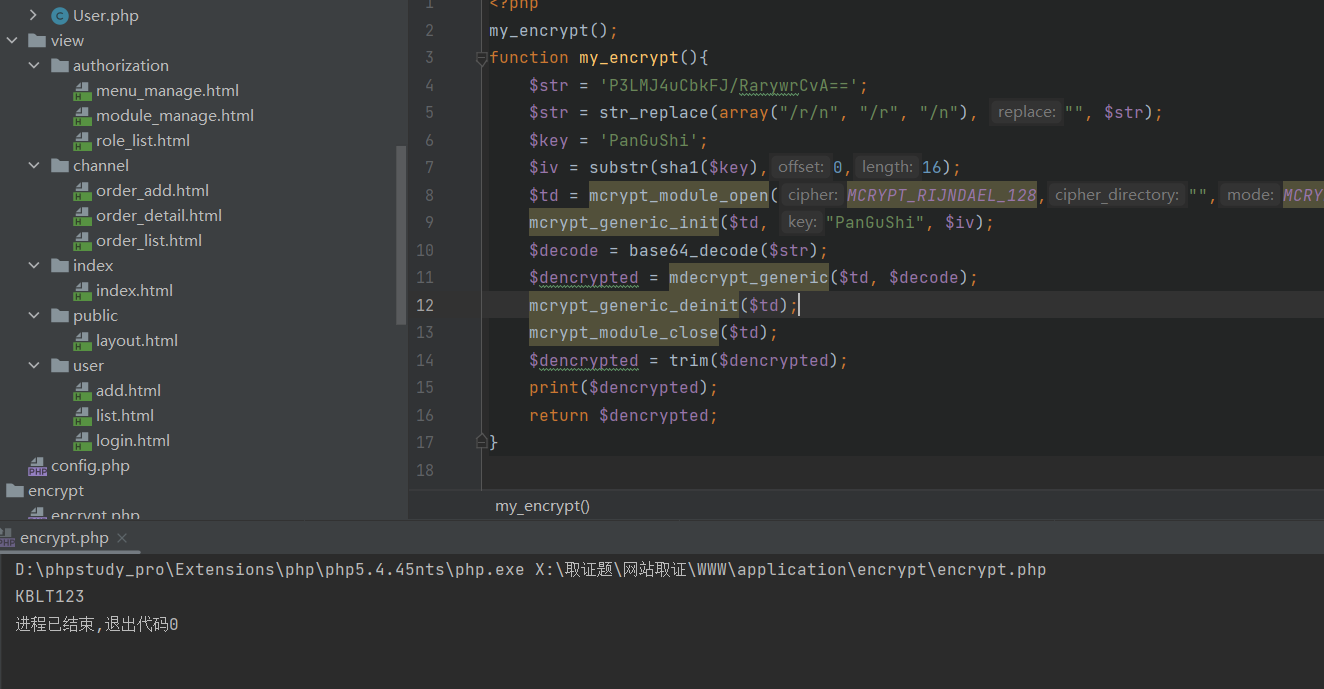 User.php
view
authorization
menu_manage.html
module_manage.html
role_list.html
channel
order_add.html
order_detail.html
order_list.html
index
index.html
public
layout.html
user
add.html
list.html
login.html
config.php
encrypt
encrypt.php
1 <?php
2 my_encrypt();
3 function my_encrypt(){
4 $str = 'P3LMJ4uCbkFJ/RarywrCvA==';
5 $str = str_replace(array("/r/n", "/r", "/n"), replace: "", $str);
6 $key = 'PanGuShi';
7 $iv = substr(sha1($key), offset: 0, length: 16);
8 $td = mcrypt_module_open( cipher: MCRYPT_RIJNDAEL_128, cipher_directory: "", mode: MCRY
9 mcrypt_generic_init($td, key: "PanGuShi", $iv);
10 $decode = base64_decode($str);
11 $dencrypted = mdecrypt_generic($td, $decode);
12 mcrypt_generic_deinit($td);
13 mcrypt_module_close($td);
14 $dencrypted = trim($dencrypted);
15 print($dencrypted);
16 return $dencrypted;
17 }
18
my_encrypt()
encrypt.php
D:\phpstudy_pro\Extensions\php\php5.4.45nts\php.exe X:\取证题\网站取证\WWW\application\encrypt\encrypt.php
KBLT123
进程已结束,退出代码0